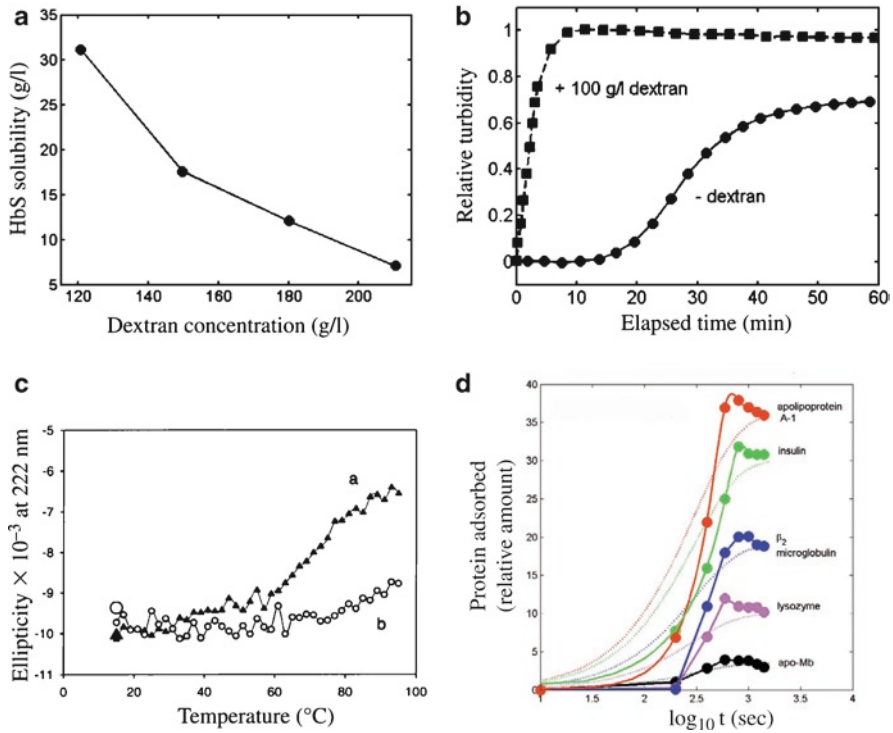 a
HbS solubility (g/l)
35
30
25
20
15
10
5
120 140 160 180 200
Dextran concentration (g/l)
b
Relative turbidity
1
0.8
0.6
0.4
0.2
0
+ 100 g/l dextran
- dextran
0 10 20 30 40 50 60
Elapsed time (min)
c
Ellipticity × 10⁻³ at 222 nm
-5
-6
-7
-8
-9
-10
-11
a
b
0 20 40 60 80 100
Temperature (°C)
d
Protein adsorbed
(relative amount)
40
35
30
25
20
15
10
5
0
apolipoprotein
A-1
insulin
β₂
microglobulin
lysozyme
apo-Mb
1 1.5 2 2.5 3 3.5 4
log₁₀ t (sec)